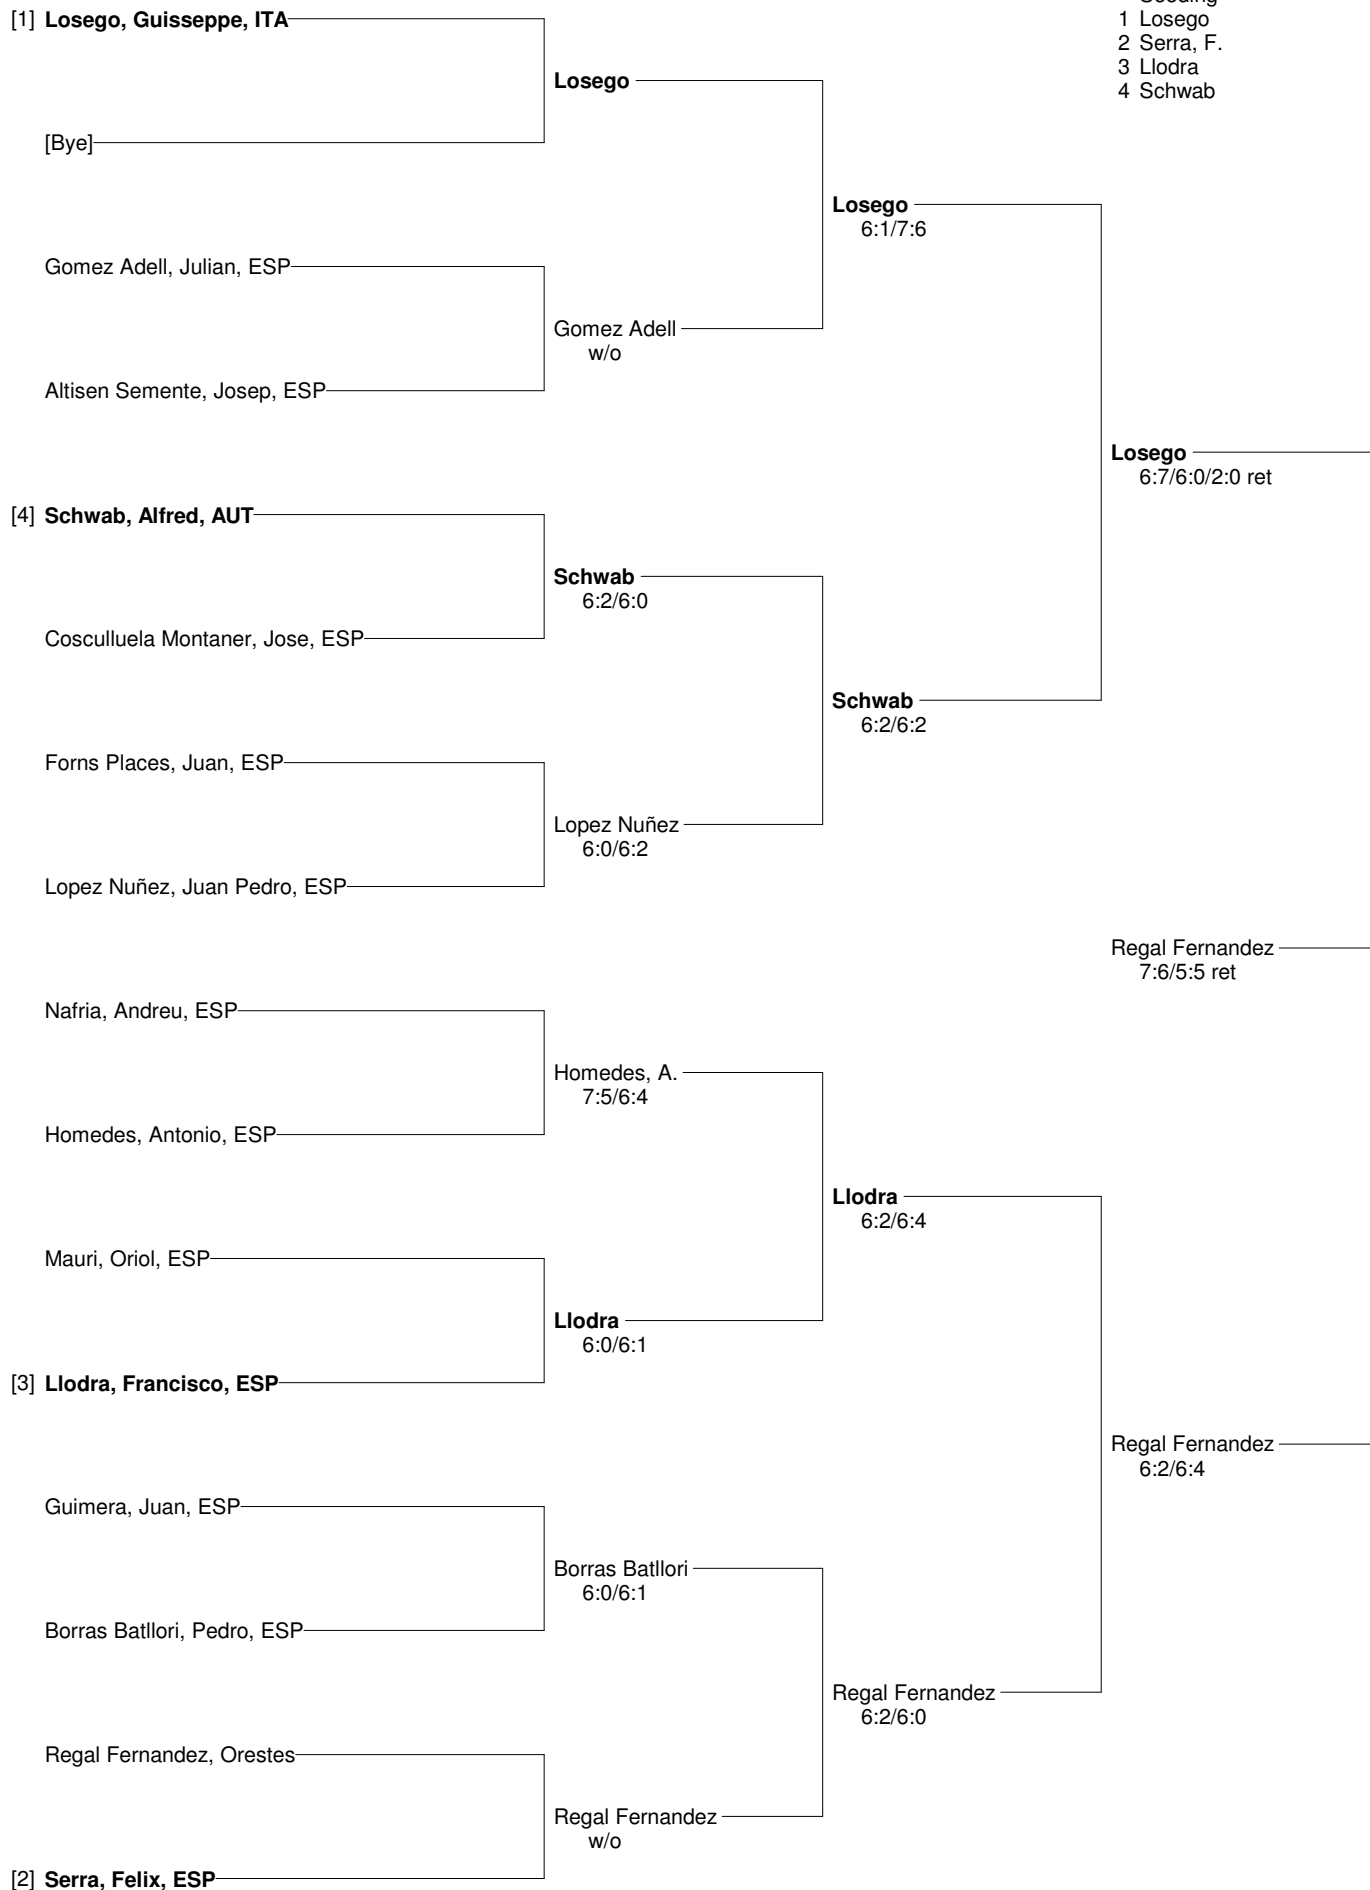 Seeding
1 Losego
2 Serra, F.
3 Llodra
4 Schwab
[1] Losego, Guisseppe, ITA
Losego
[Bye]
Losego
6:1/7:6
Gomez Adell, Julian, ESP
Gomez Adell
w/o
Altisen Semente, Josep, ESP
Losego
6:7/6:0/2:0 ret
[4] Schwab, Alfred, AUT
Schwab
6:2/6:0
Cosculluela Montaner, Jose, ESP
Schwab
6:2/6:2
Forns Places, Juan, ESP
Lopez Nuñez
6:0/6:2
Lopez Nuñez, Juan Pedro, ESP
Regal Fernandez
7:6/5:5 ret
Nafria, Andreu, ESP
Homedes, A.
7:5/6:4
Homedes, Antonio, ESP
Llodra
6:2/6:4
Mauri, Oriol, ESP
Llodra
6:0/6:1
[3] Llodra, Francisco, ESP
Regal Fernandez
6:2/6:4
Guimera, Juan, ESP
Borras Batllori
6:0/6:1
Borras Batllori, Pedro, ESP
Regal Fernandez
6:2/6:0
Regal Fernandez, Orestes
Regal Fernandez
w/o
[2] Serra, Felix, ESP